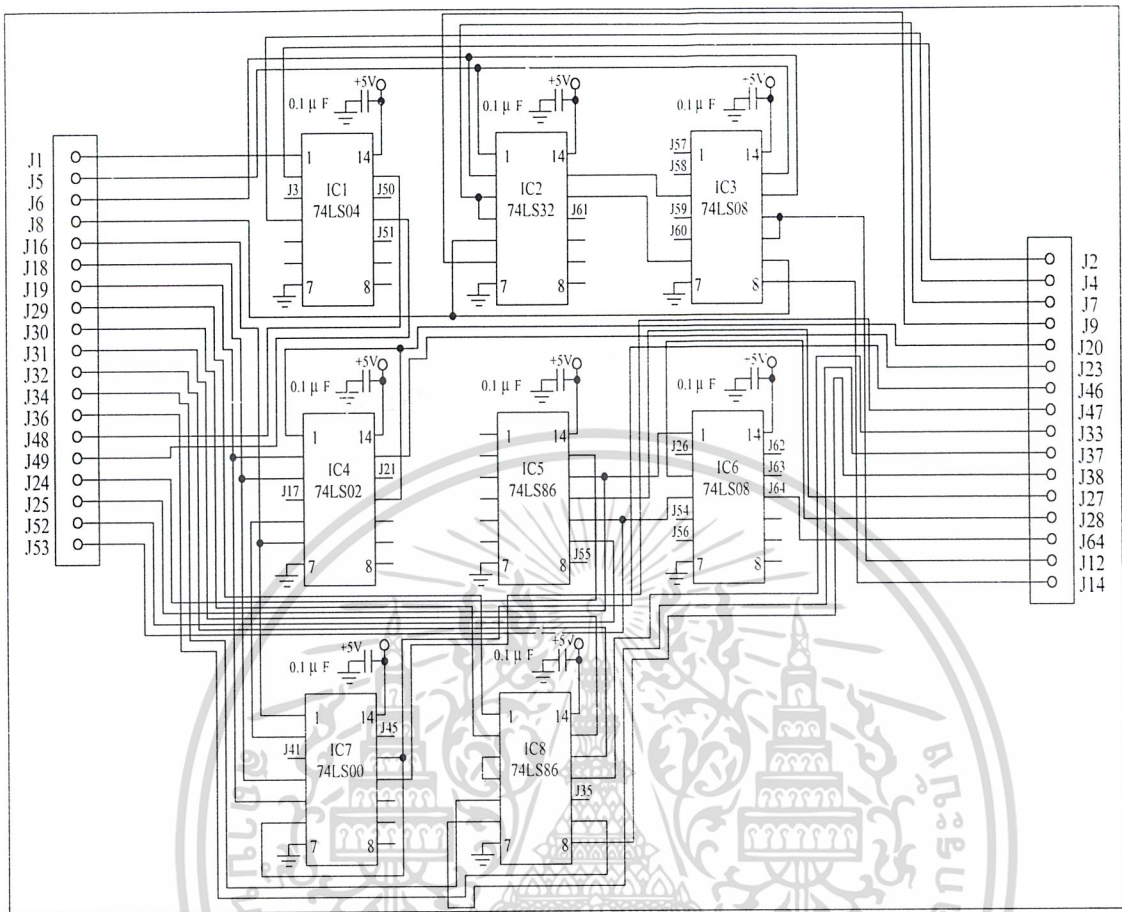 J1
J5
J6
J8
J16
J18
J19
J29
J30
J31
J32
J34
J36
J48
J49
J24
J25
J52
J53
+5V
0.1 µ F
1 14
IC1
74LS04
J3
J50
J51
7 8
+5V
0.1 µ F
1 14
IC2
74LS32
J61
7 8
+5V
0.1 µ F
J57
J58
1 14
IC3
74LS08
J59
J60
7 8
+5V
0.1 µ F
1 14
IC4
74LS02
J21
J17
7 8
+5V
0.1 µ F
1 14
IC5
74LS86
J55
7 8
+5V
0.1 µ F
1 14
J26
J62
IC6
74LS08
J63
J64
J54
J56
7 8
+5V
0.1 µ F
1 14
J45
IC7
74LS00
J41
7 8
+5V
0.1 µ F
1 14
IC8
74LS86
J35
7 8
J2
J4
J7
J9
J20
J23
J46
J47
J33
J37
J38
J27
J28
J64
J12
J14